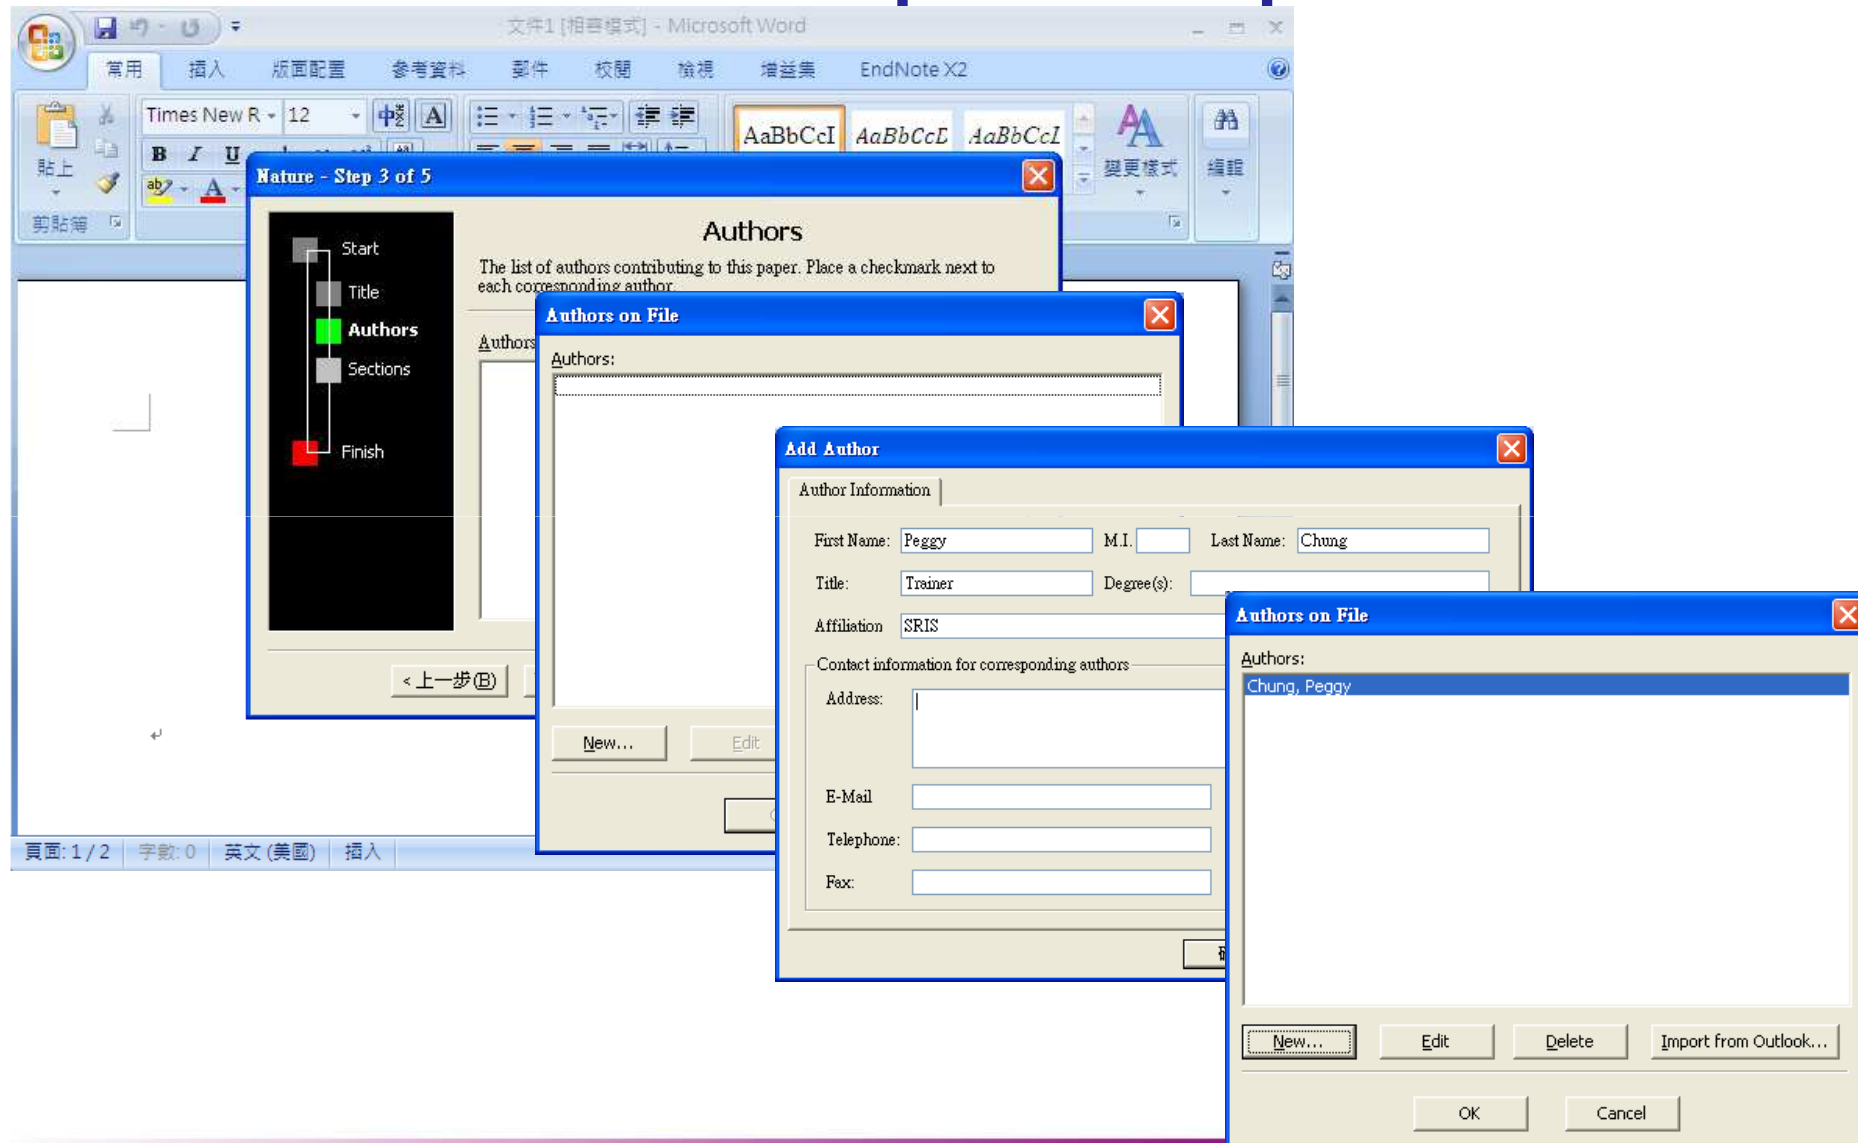 文件1 [相容模式] - Microsoft Word
常用 插入 版面配置 參考資料 郵件 校閱 檢視 增益集 EndNote X2
Times New R 12
AaBbCcI AaBbCcD AaBbCcI
B I U
貼上
變更樣式
編輯
剪貼簿
Nature - Step 3 of 5
Start
Title
Authors
Sections
Finish
Authors
The list of authors contributing to this paper. Place a checkmark next to
each corresponding author.
Authors
<上一步(B)
Authors on File
Authors:
New... Edit
Add Author
Author Information
First Name: Peggy M.I. Last Name: Chung
Title: Trainer Degree(s):
Affiliation SRIS
Contact information for corresponding authors
Address:
E-Mail
Telephone:
Fax:
Authors on File
Authors:
Chung, Peggy
New... Edit Delete Import from Outlook...
OK Cancel
頁面: 1 / 2 字數: 0 英文 (美國) 插入